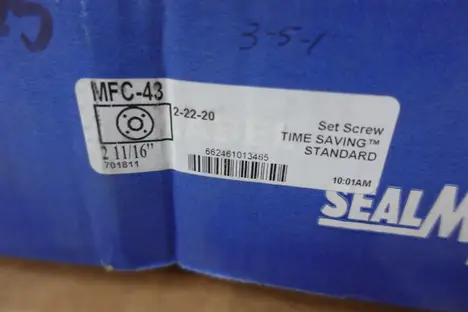 3-5-1
MFC-43
2-22-20
2 11/16"
701811
Set Screw
TIME SAVING™
STANDARD
662461013465
10:01AM
SEALM